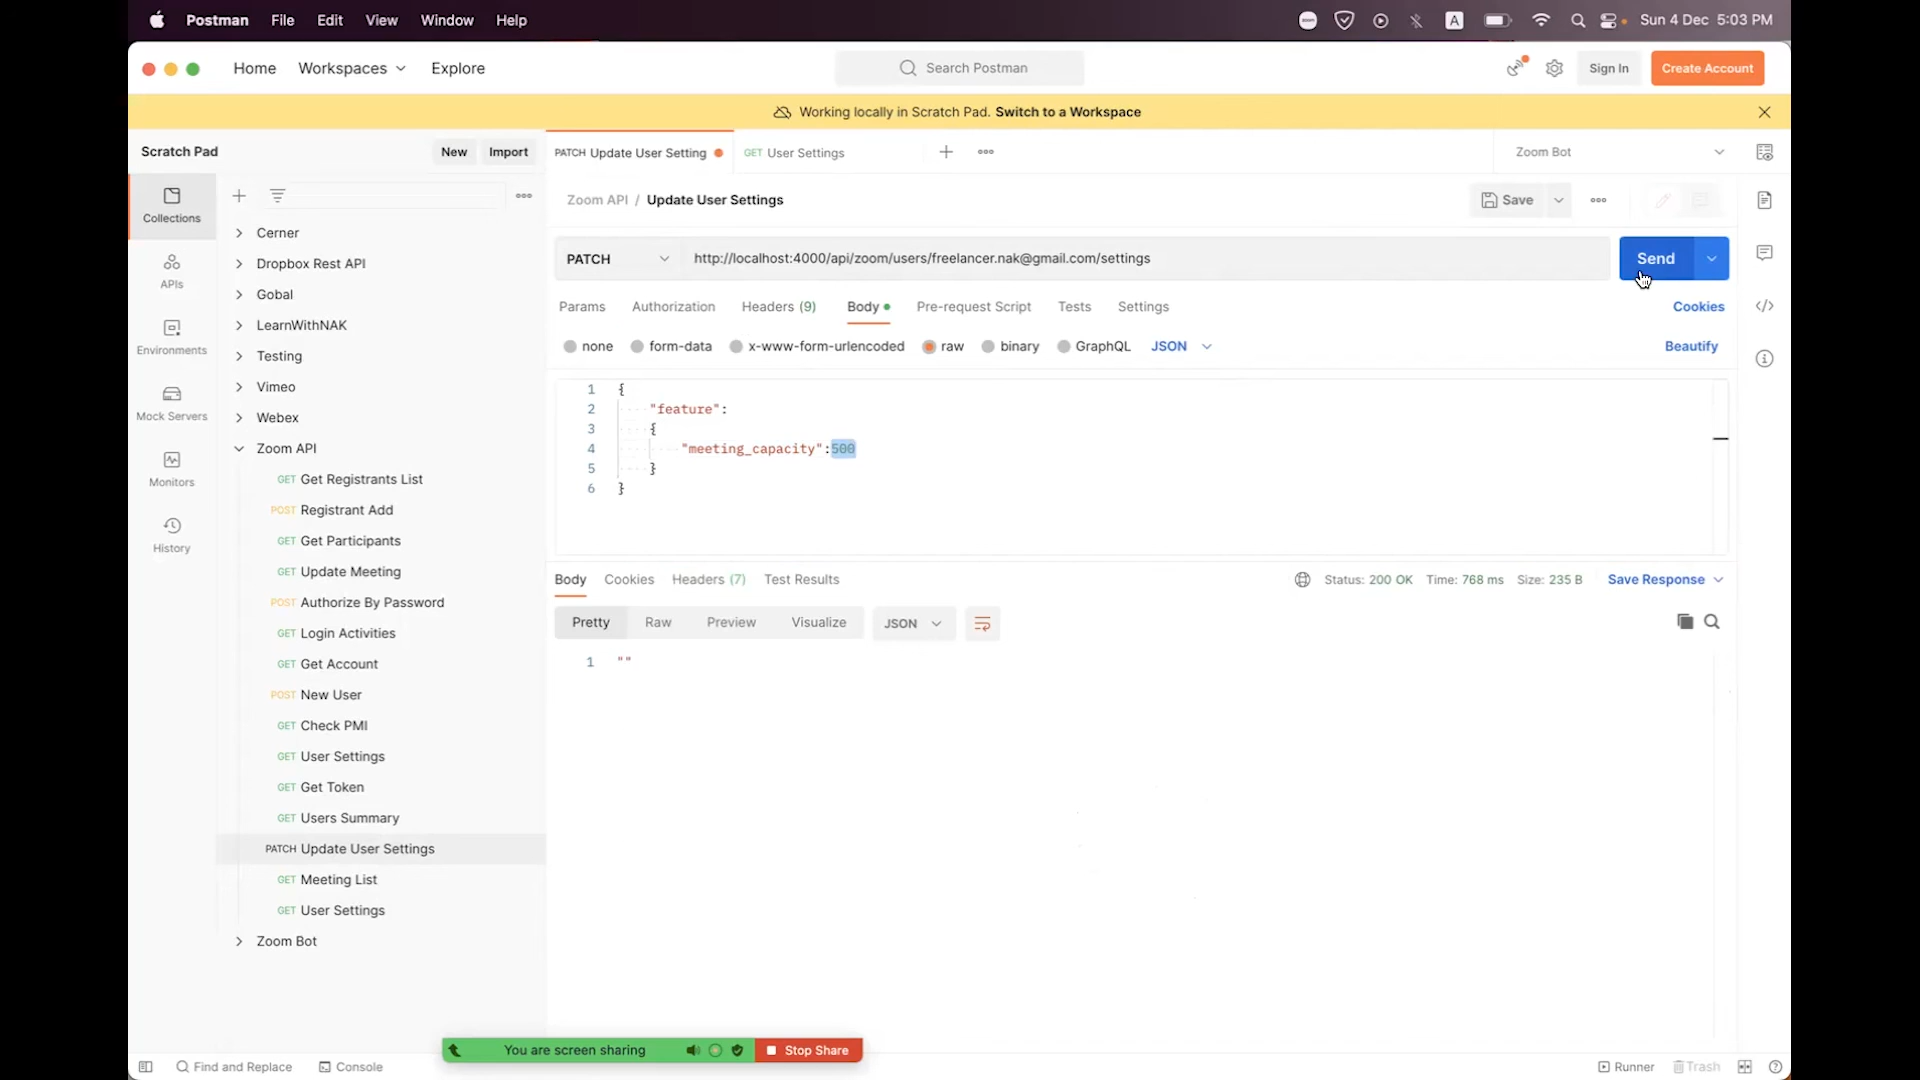 Postman File Edit View Window Help
A Sun 4 Dec 5:03 PM
Home Workspaces Explore
Search Postman
Sign In Create Account
Working locally in Scratch Pad. Switch to a Workspace
Scratch Pad New Import
PATCH Update User Setting GET User Settings
Zoom Bot
Collections
APIs
Environments
Mock Servers
Monitors
History
Cerner
Dropbox Rest API
Gobal
LearnWithNAK
Testing
Vimeo
Webex
Zoom API
GET Get Registrants List
POST Registrant Add
GET Get Participants
GET Update Meeting
POST Authorize By Password
GET Login Activities
GET Get Account
POST New User
GET Check PMI
GET User Settings
GET Get Token
GET Users Summary
PATCH Update User Settings
GET Meeting List
GET User Settings
Zoom Bot
Zoom API / Update User Settings
Save
PATCH http://localhost:4000/api/zoom/users/freelancer.nak@gmail.com/settings
Send
Params Authorization Headers (9) Body Pre-request Script Tests Settings
Cookies
none form-data x-www-form-urlencoded raw binary GraphQL JSON
Beautify
1 {
2 "feature":
3 {
4 "meeting_capacity":500
5 }
6 }
Body Cookies Headers (7) Test Results
Status: 200 OK Time: 768 ms Size: 235 B Save Response
Pretty Raw Preview Visualize JSON
1 ""
You are screen sharing Stop Share
Find and Replace Console
Runner Trash